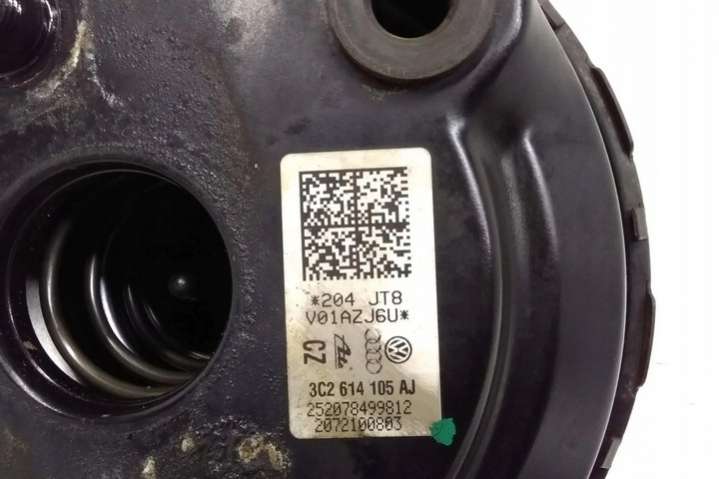 *204 JT8
V01AZJ6U*
CZ
3C2 614 105 AJ
252078499812
2072100803